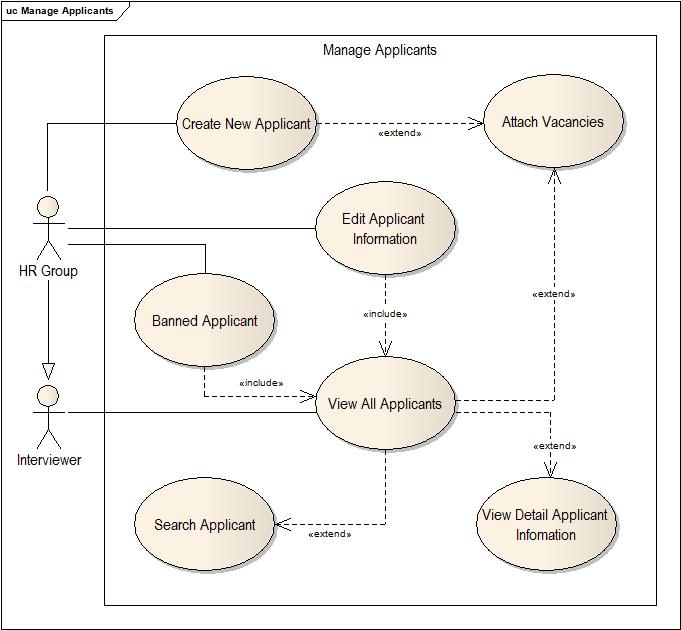 uc Manage Applicants
Manage Applicants
Create New Applicant
«extend»
Attach Vacancies
Edit Applicant
Information
HR Group
«extend»
«include»
Banned Applicant
«include»
View All Applicants
Interviewer
«extend»
Search Applicant
«extend»
View Detail Applicant
Infomation